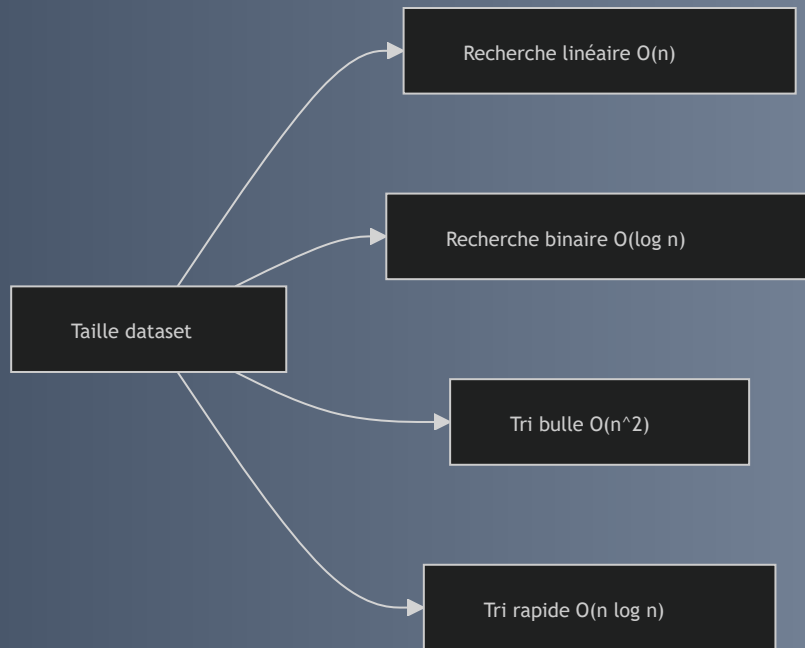 Recherche linéaire O(n)
Recherche binaire O(log n)
Taille dataset
Tri bulle O(n^2)
Tri rapide O(n log n)